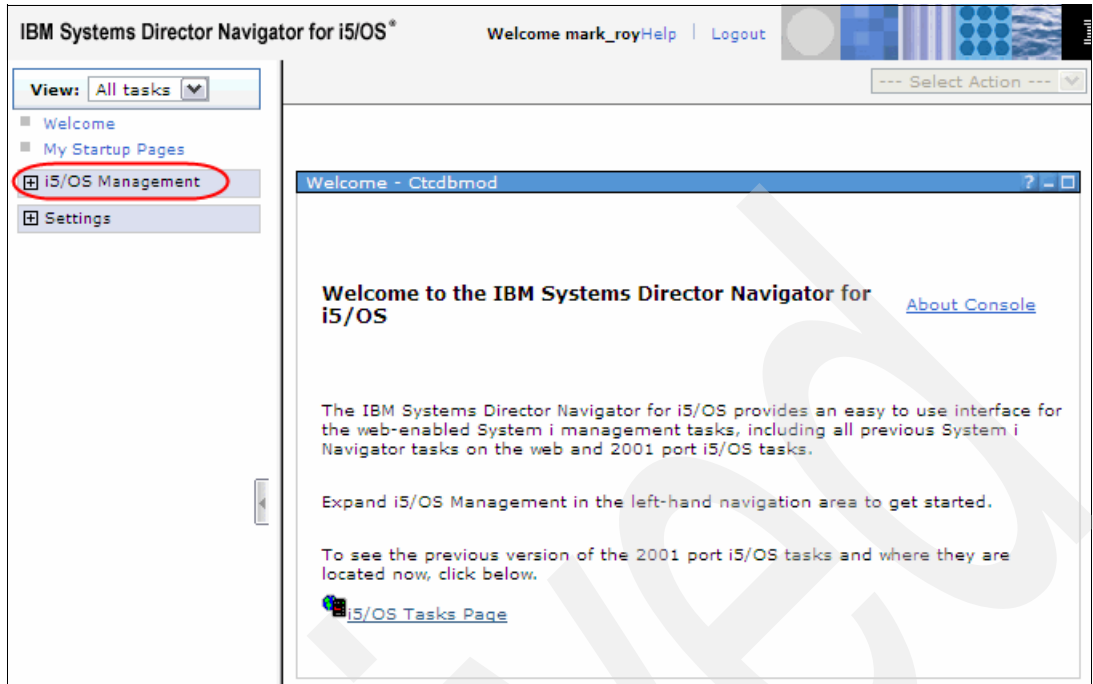 IBM Systems Director Navigator for i5/OS®
Welcome mark_royHelp | Logout
View: All tasks
--- Select Action ---
Welcome
My Startup Pages
i5/OS Management
Settings
Welcome - Ctcdbmod
? – □
Welcome to the IBM Systems Director Navigator for
i5/OS
About Console
The IBM Systems Director Navigator for i5/OS provides an easy to use interface for
the web-enabled System i management tasks, including all previous System i
Navigator tasks on the web and 2001 port i5/OS tasks.
Expand i5/OS Management in the left-hand navigation area to get started.
To see the previous version of the 2001 port i5/OS tasks and where they are
located now, click below.
i5/OS Tasks Page